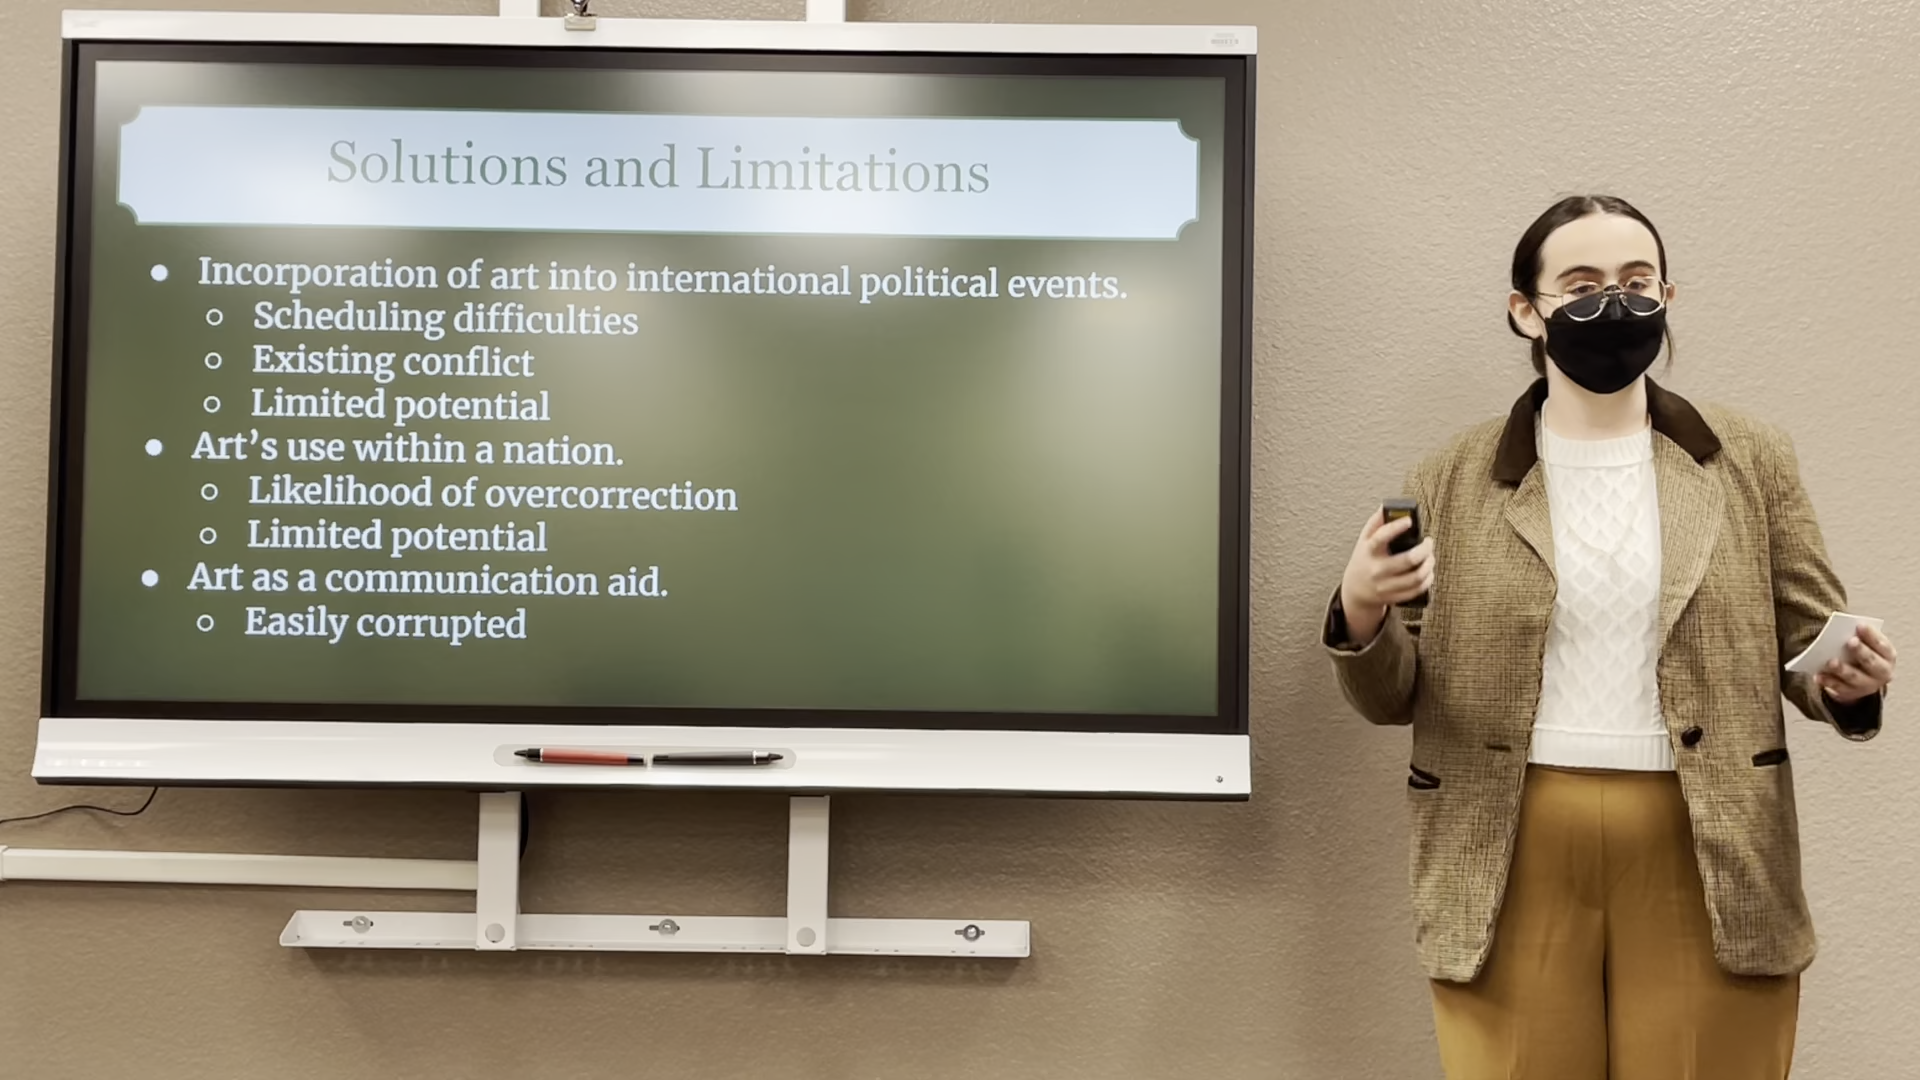 Solutions and Limitations
● Incorporation of art into international political events.
○ Scheduling difficulties
○ Existing conflict
○ Limited potential
● Art's use within a nation.
○ Likelihood of overcorrection
○ Limited potential
● Art as a communication aid.
○ Easily corrupted